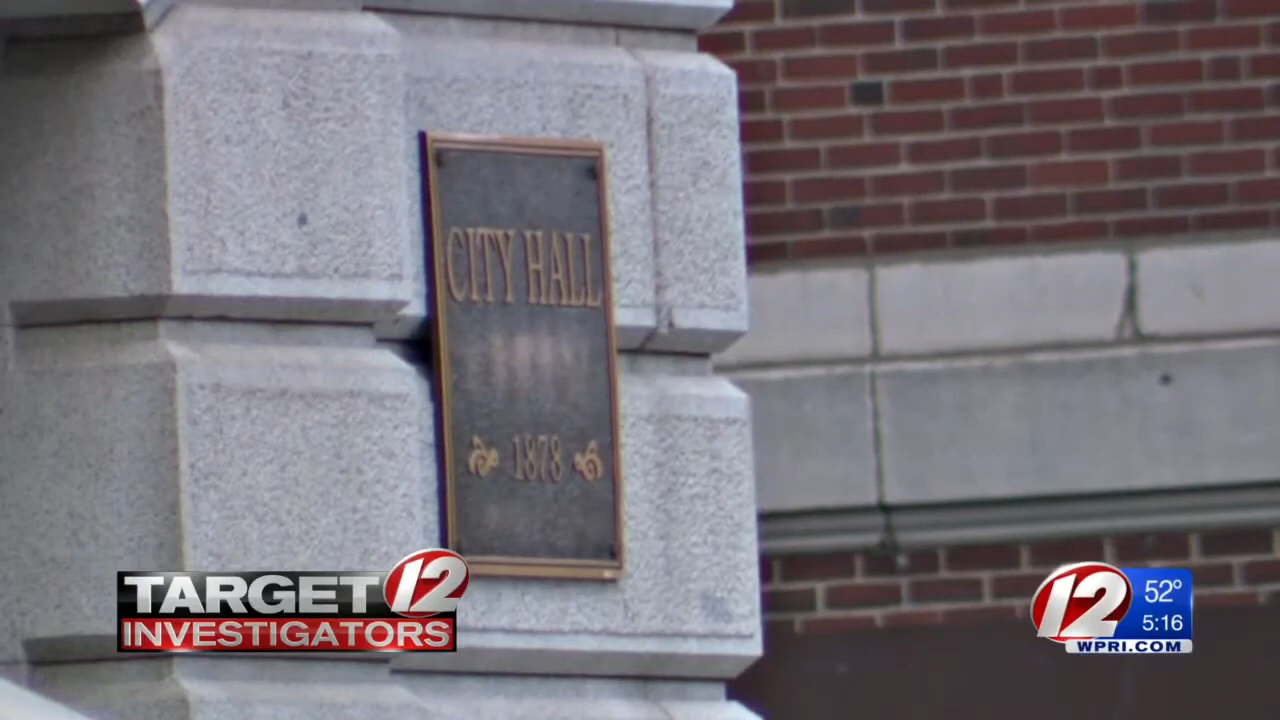 CITY HALL
1878
TARGET 12
INVESTIGATORS
12
52°
5:16
WPRI.COM